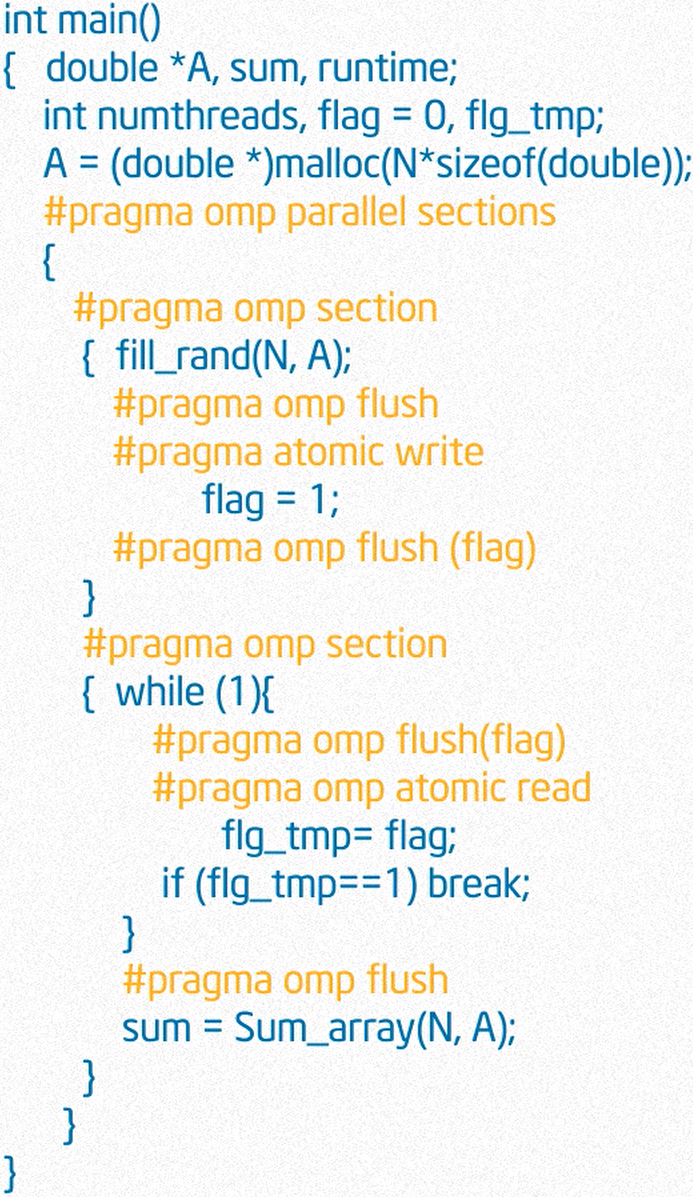 int main()
{ double *A, sum, runtime;
int numthreads, flag = 0, flg_tmp;
A = (double *)malloc(N*sizeof(double));
#pragma omp parallel sections
{
#pragma omp section
{ fill_rand(N, A);
#pragma omp flush
#pragma atomic write
flag = 1;
#pragma omp flush (flag)
}
#pragma omp section
{ while (1){
#pragma omp flush(flag)
#pragma omp atomic read
flg_tmp= flag;
if (flg_tmp==1) break;
}
#pragma omp flush
sum = Sum_array(N, A);
}
}
}